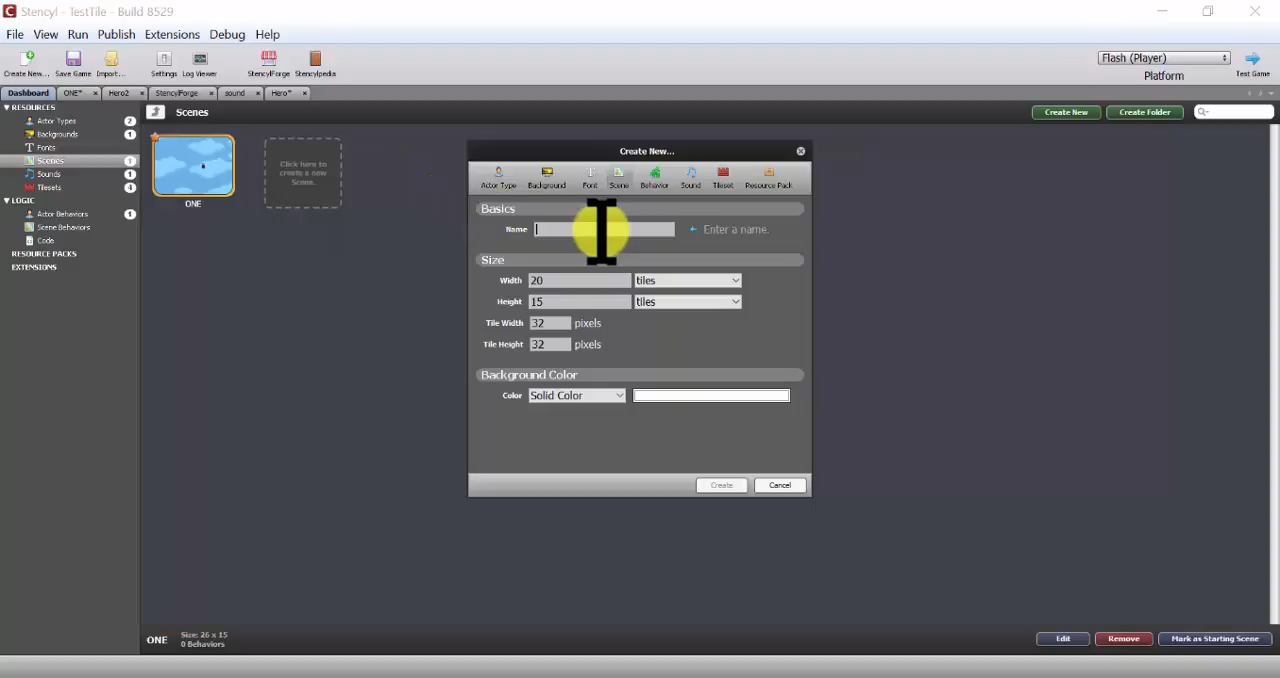 Stencyl - TestTile - Build 8529
File View Run Publish Extensions Debug Help
Create New... Save Game Import... Settings Log Viewer StencylForge Stencylpedia
Flash (Player)
Platform
Test Game
Dashboard ONE* × Hero2 × StencylForge × sound × Hero* ×
RESOURCES
Actor Types 2
Backgrounds 1
Fonts
Scenes 1
Sounds 1
Tilesets 4
LOGIC
Actor Behaviors 1
Scene Behaviors
Code
RESOURCE PACKS
EXTENSIONS
Scenes
Create New Create Folder
ONE
Click here to
create a new
Scene.
Create New...
Actor Type Background Font Scene Behavior Sound Tileset Resource Pack
Basics
Name Enter a name.
Size
Width 20 tiles
Height 15 tiles
Tile Width 32 pixels
Tile Height 32 pixels
Background Color
Color Solid Color
Create Cancel
ONE Size: 26 x 15
0 Behaviors
Edit Remove Mark as Starting Scene